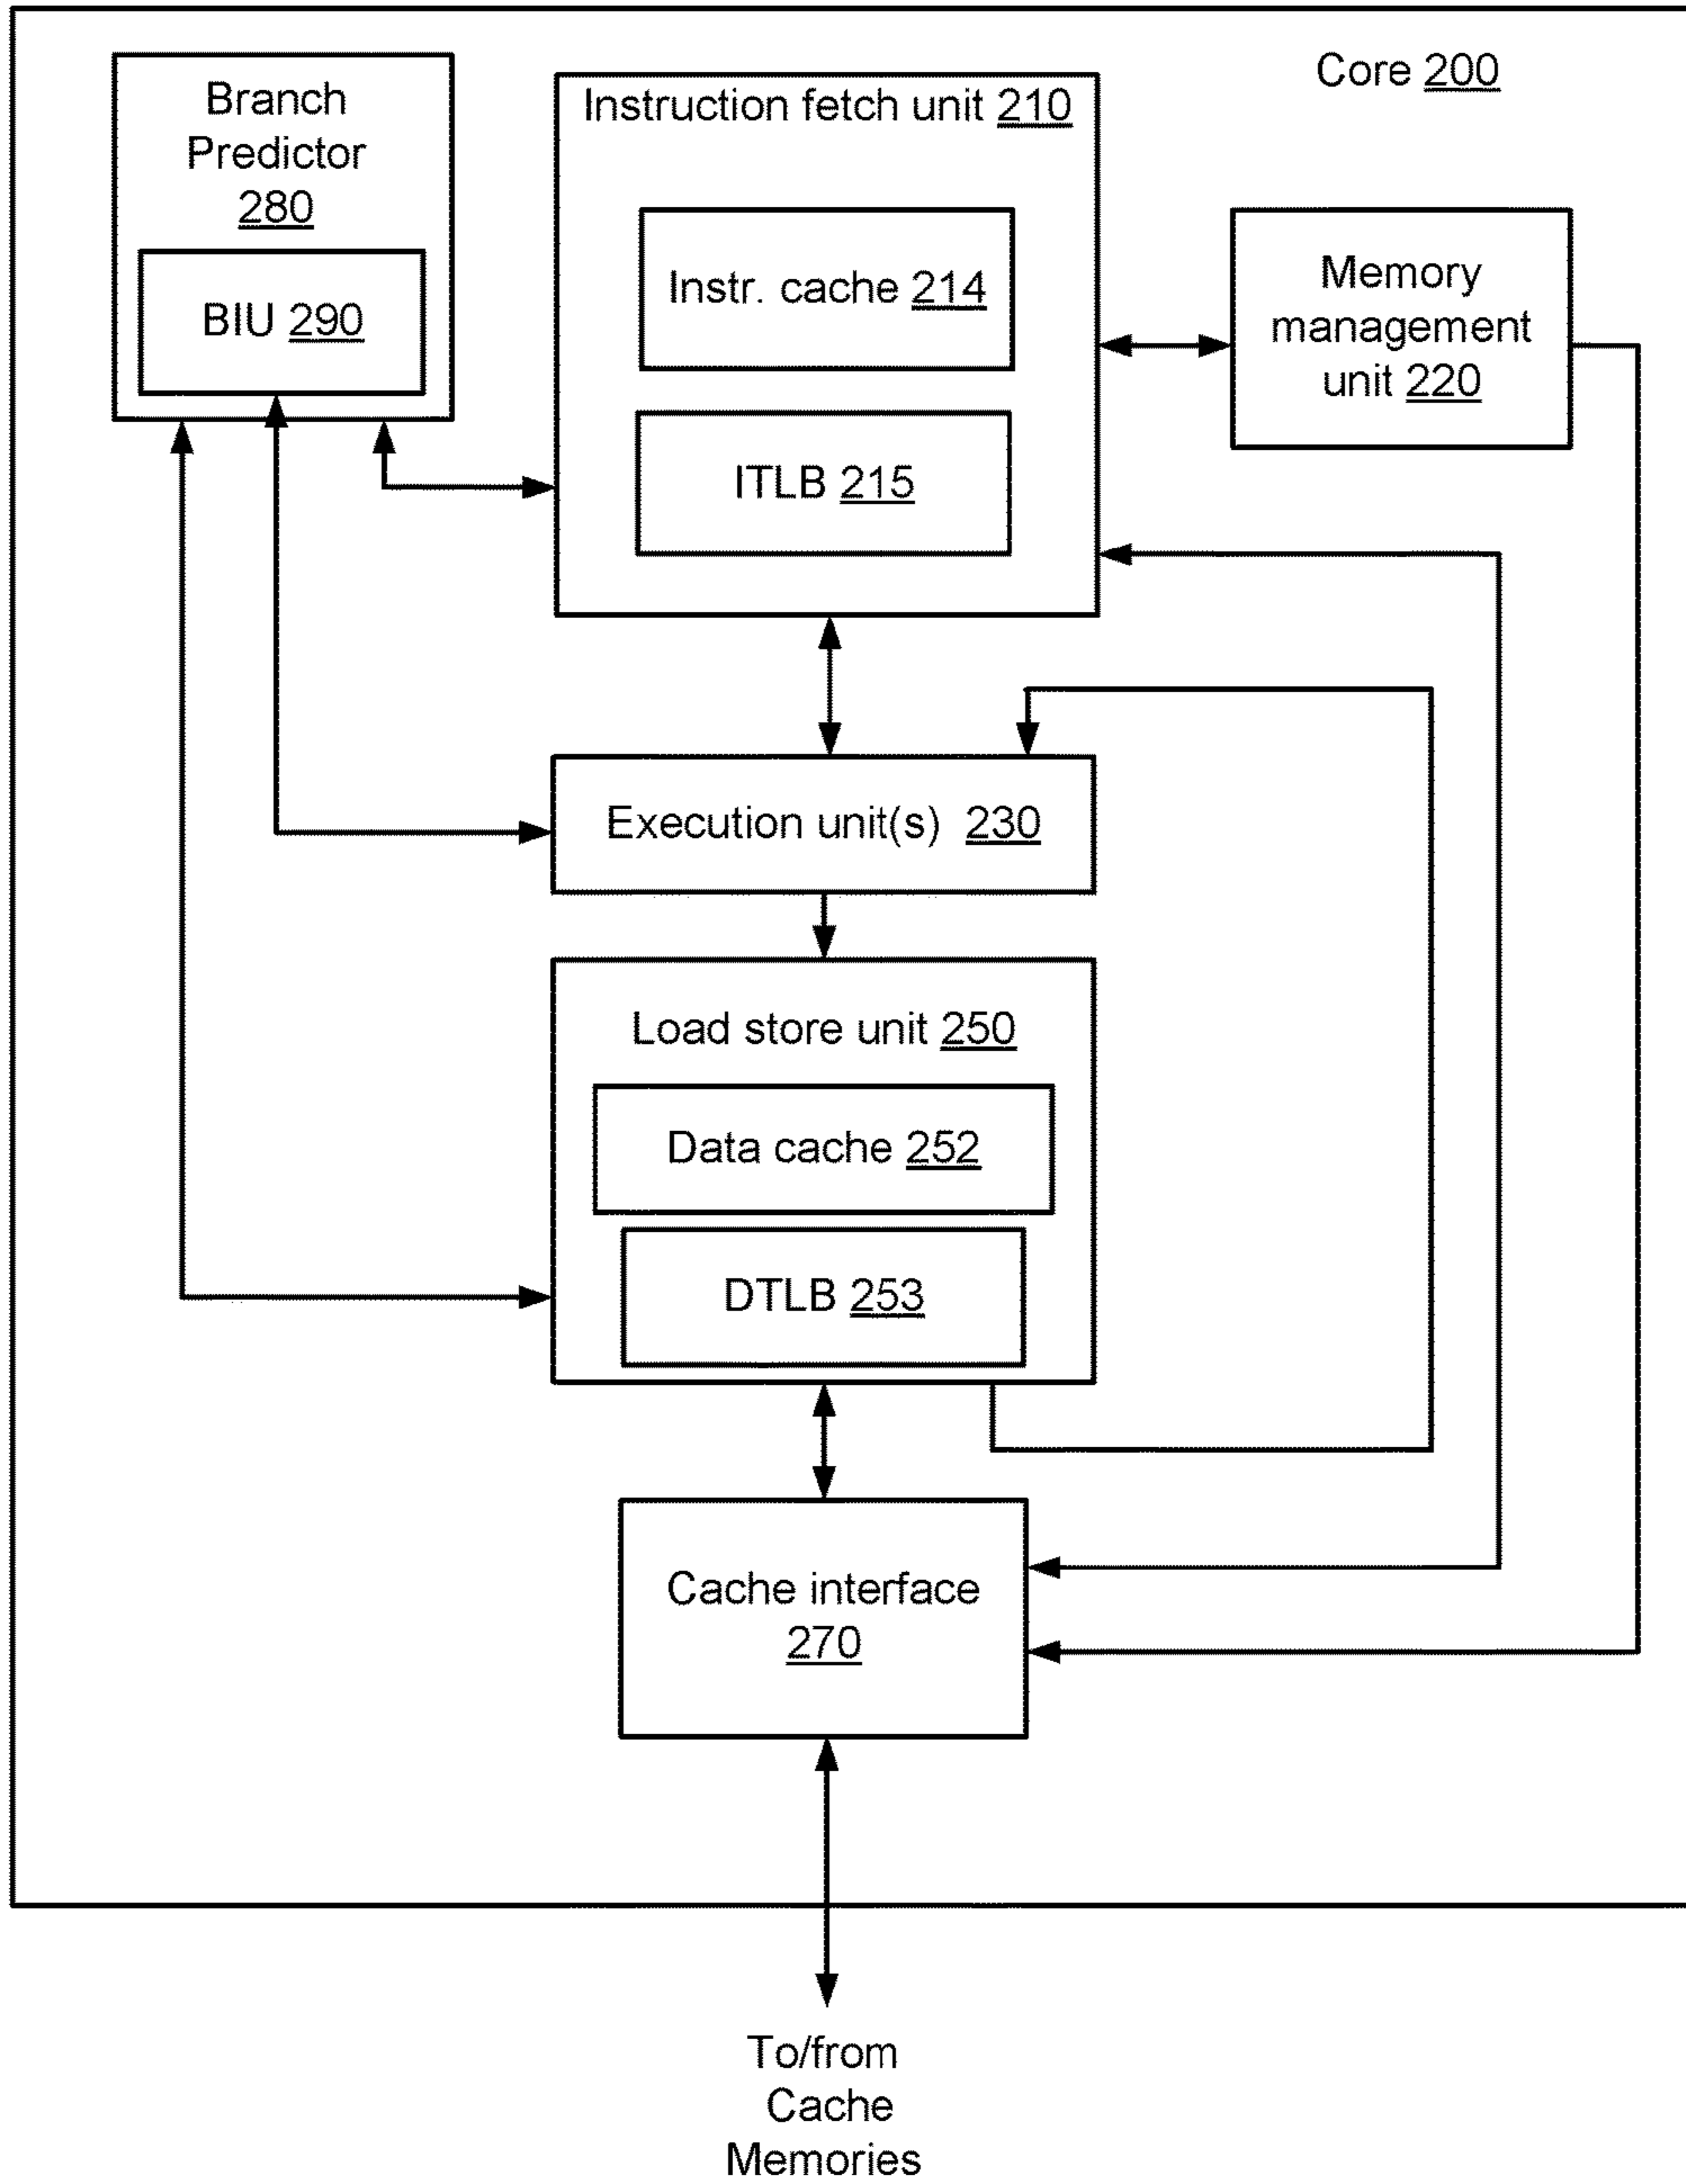 Core 200
Branch
Predictor
280
BIU 290
Instruction fetch unit 210
Instr. cache 214
ITLB 215
Memory
management
unit 220
Execution unit(s) 230
Load store unit 250
Data cache 252
DTLB 253
Cache interface
270
To/from
Cache
Memories